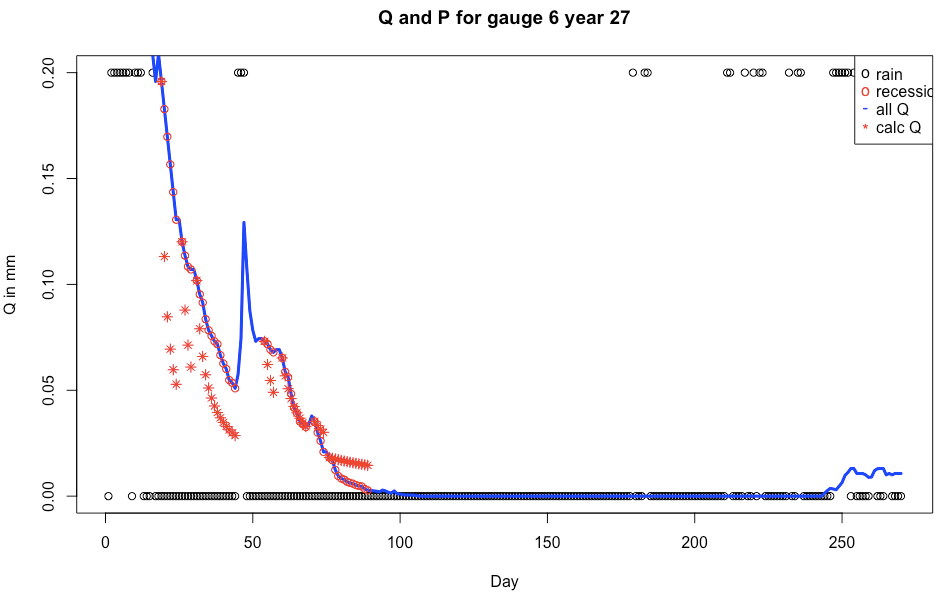 Q and P for gauge 6 year 27
Q in mm
0.20
0.15
0.10
0.05
0.00
o rain
o recessio
- all Q
* calc Q
0 50 100 150 200 250
Day